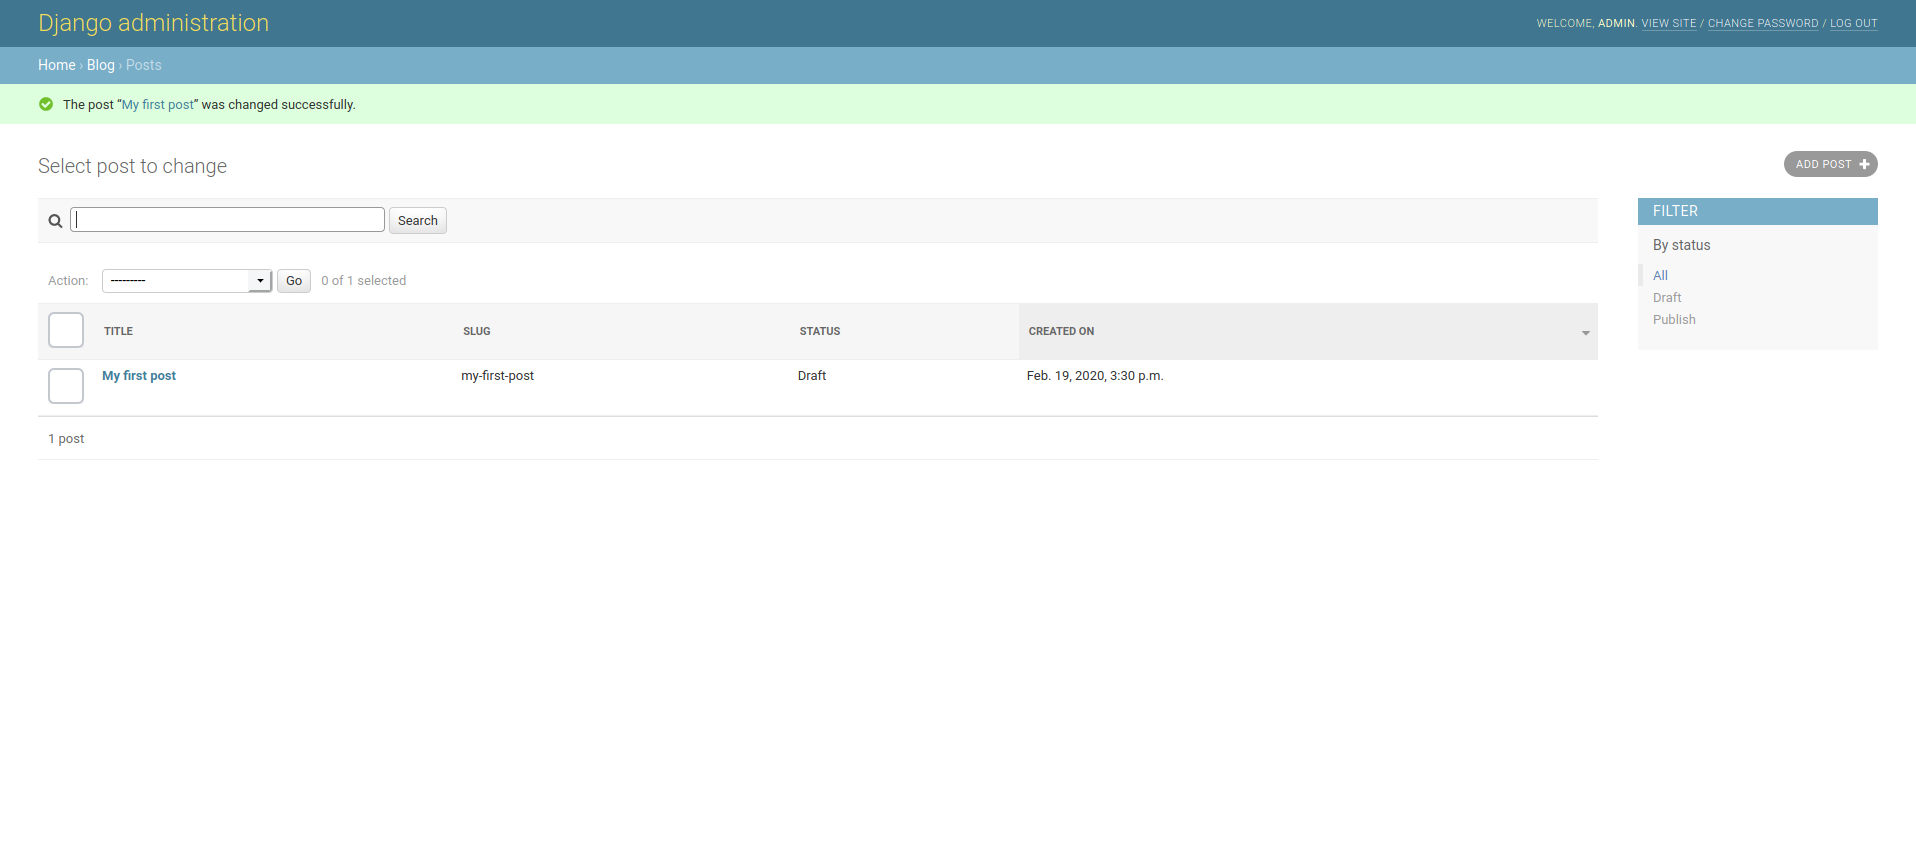 Django administration
WELCOME, ADMIN. VIEW SITE / CHANGE PASSWORD / LOG OUT
Home › Blog › Posts
The post “My first post” was changed successfully.
Select post to change
ADD POST
Search
FILTER
By status
All
Draft
Publish
Action: --------- Go 0 of 1 selected
TITLE SLUG STATUS CREATED ON
My first post my-first-post Draft Feb. 19, 2020, 3:30 p.m.
1 post